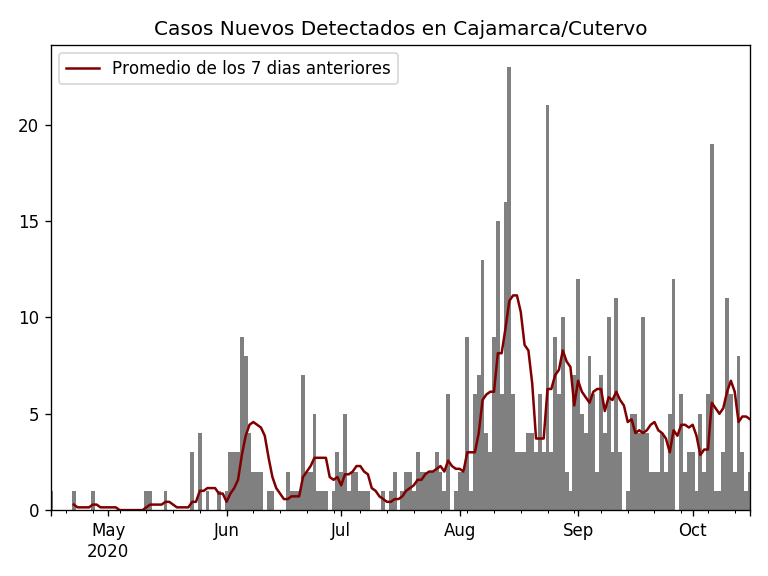 Casos Nuevos Detectados en Cajamarca/Cutervo
Promedio de los 7 dias anteriores
20
15
10
5
0
May Jun Jul Aug Sep Oct
2020